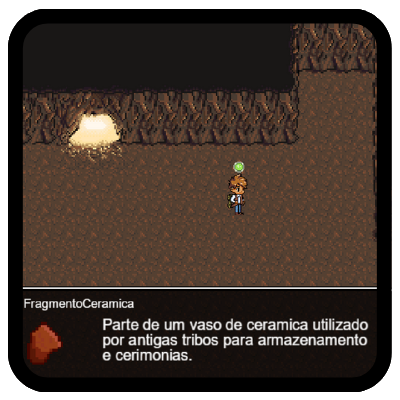 FragmentoCeramica
Parte de um vaso de ceramica utilizado
por antigas tribos para armazenamento
e cerimonias.